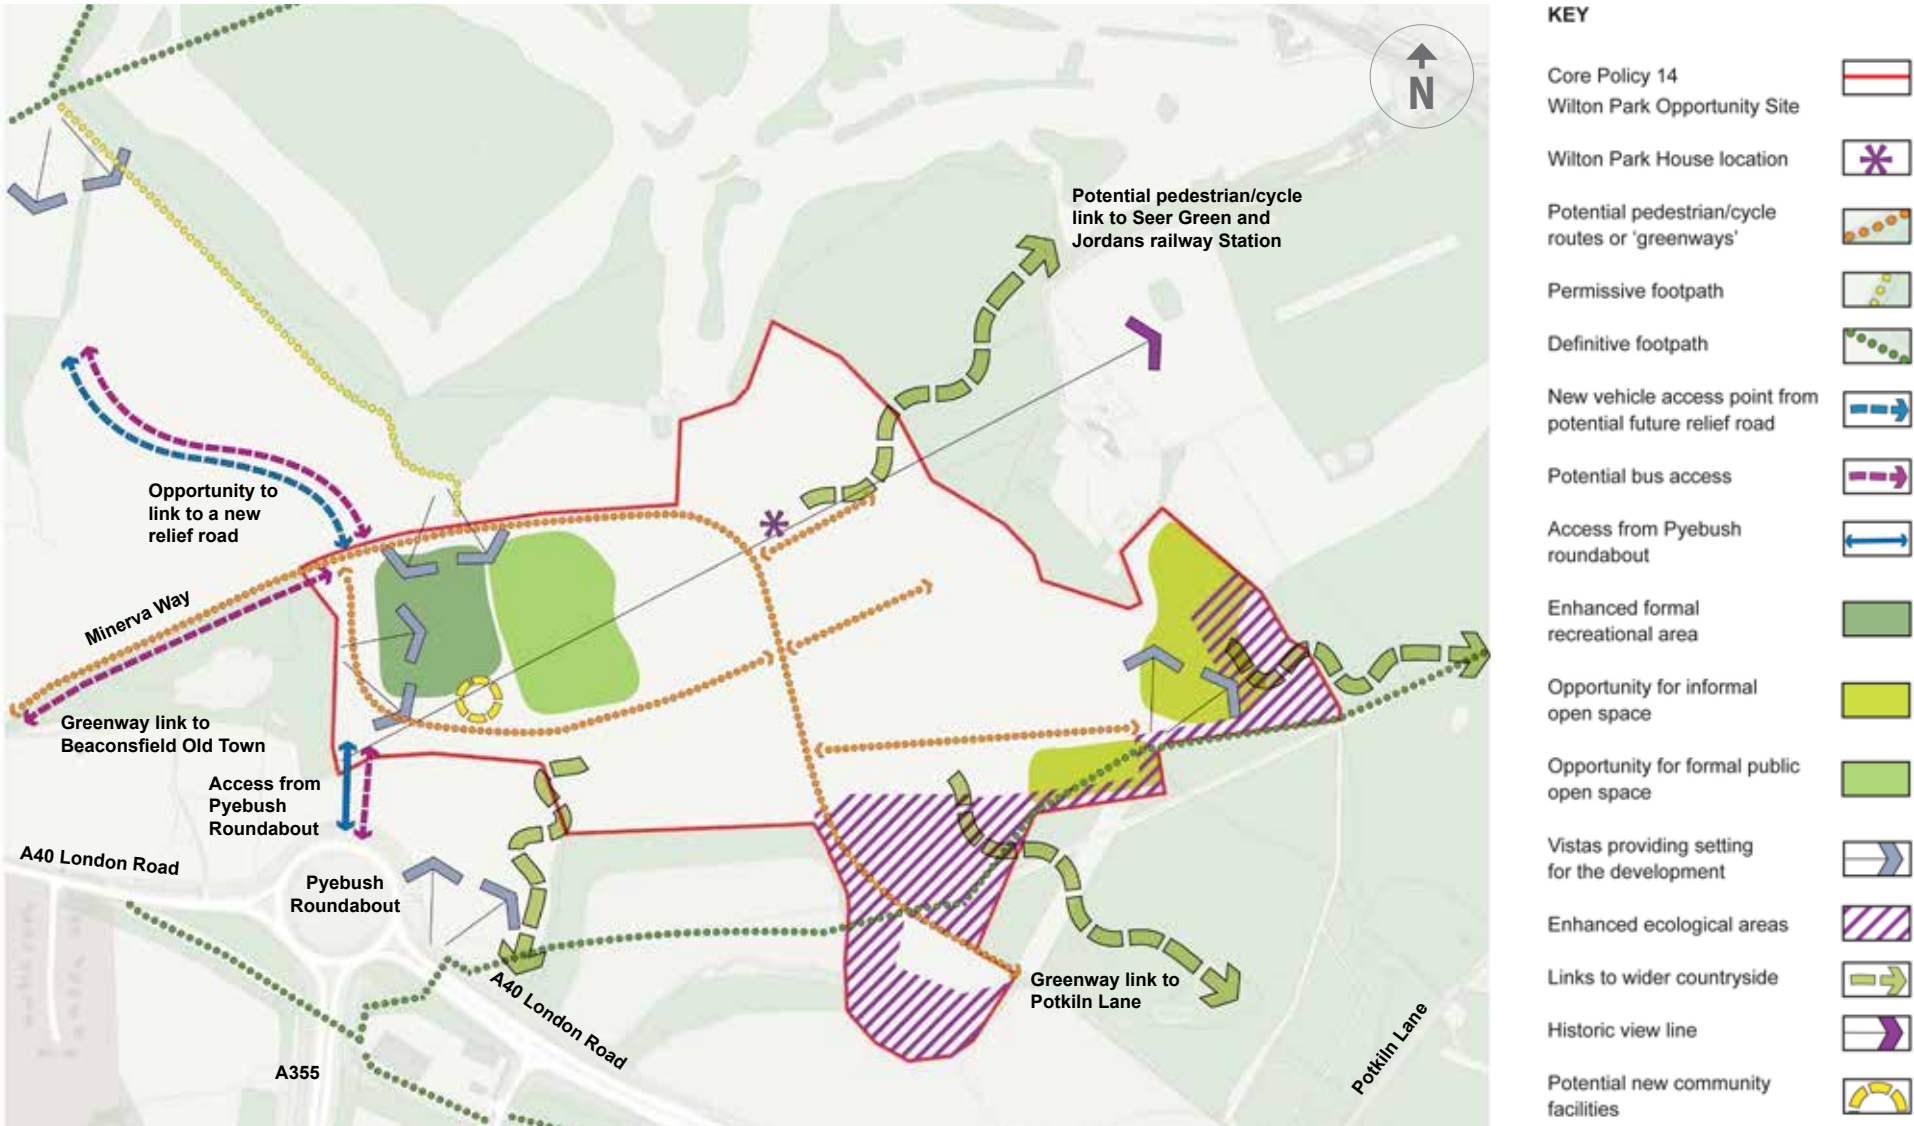 N
Potential pedestrian/cycle
link to Seer Green and
Jordans railway Station
Opportunity to
link to a new
relief road
Minerva Way
Greenway link to
Beaconsfield Old Town
Access from
Pyebush
Roundabout
A40 London Road
Pyebush
Roundabout
A40 London Road
A355
Greenway link to
Potkiln Lane
Potkiln Lane
KEY
Core Policy 14
Wilton Park Opportunity Site
Wilton Park House location
Potential pedestrian/cycle
routes or ‘greenways’
Permissive footpath
Definitive footpath
New vehicle access point from
potential future relief road
Potential bus access
Access from Pyebush
roundabout
Enhanced formal
recreational area
Opportunity for informal
open space
Opportunity for formal public
open space
Vistas providing setting
for the development
Enhanced ecological areas
Links to wider countryside
Historic view line
Potential new community
facilities